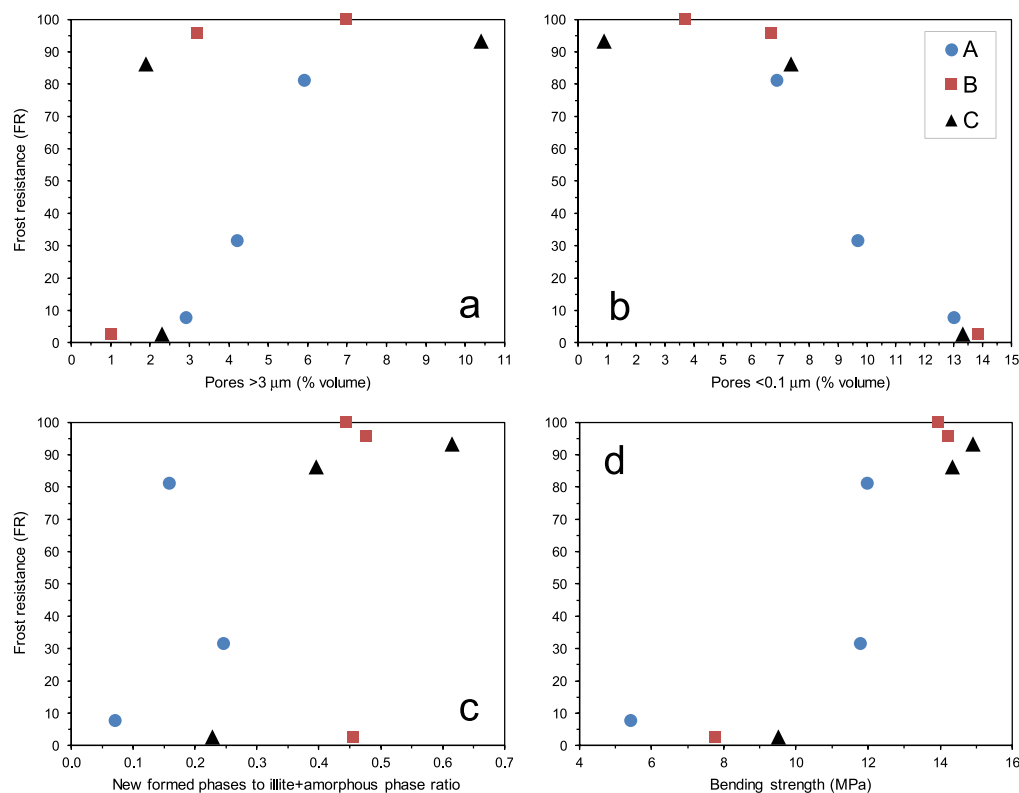 100
90
80
70
60
50
40
30
20
10
0
Frost resistance (FR)
a
0 1 2 3 4 5 6 7 8 9 10 11
Pores >3 μm (% volume)
100
90
80
70
60
50
40
30
20
10
0
A
B
C
b
0 1 2 3 4 5 6 7 8 9 10 11 12 13 14 15
Pores <0.1 μm (% volume)
100
90
80
70
60
50
40
30
20
10
0
Frost resistance (FR)
c
0.0 0.1 0.2 0.3 0.4 0.5 0.6 0.7
New formed phases to illite+amorphous phase ratio
100
90
80
70
60
50
40
30
20
10
0
d
4 6 8 10 12 14 16
Bending strength (MPa)